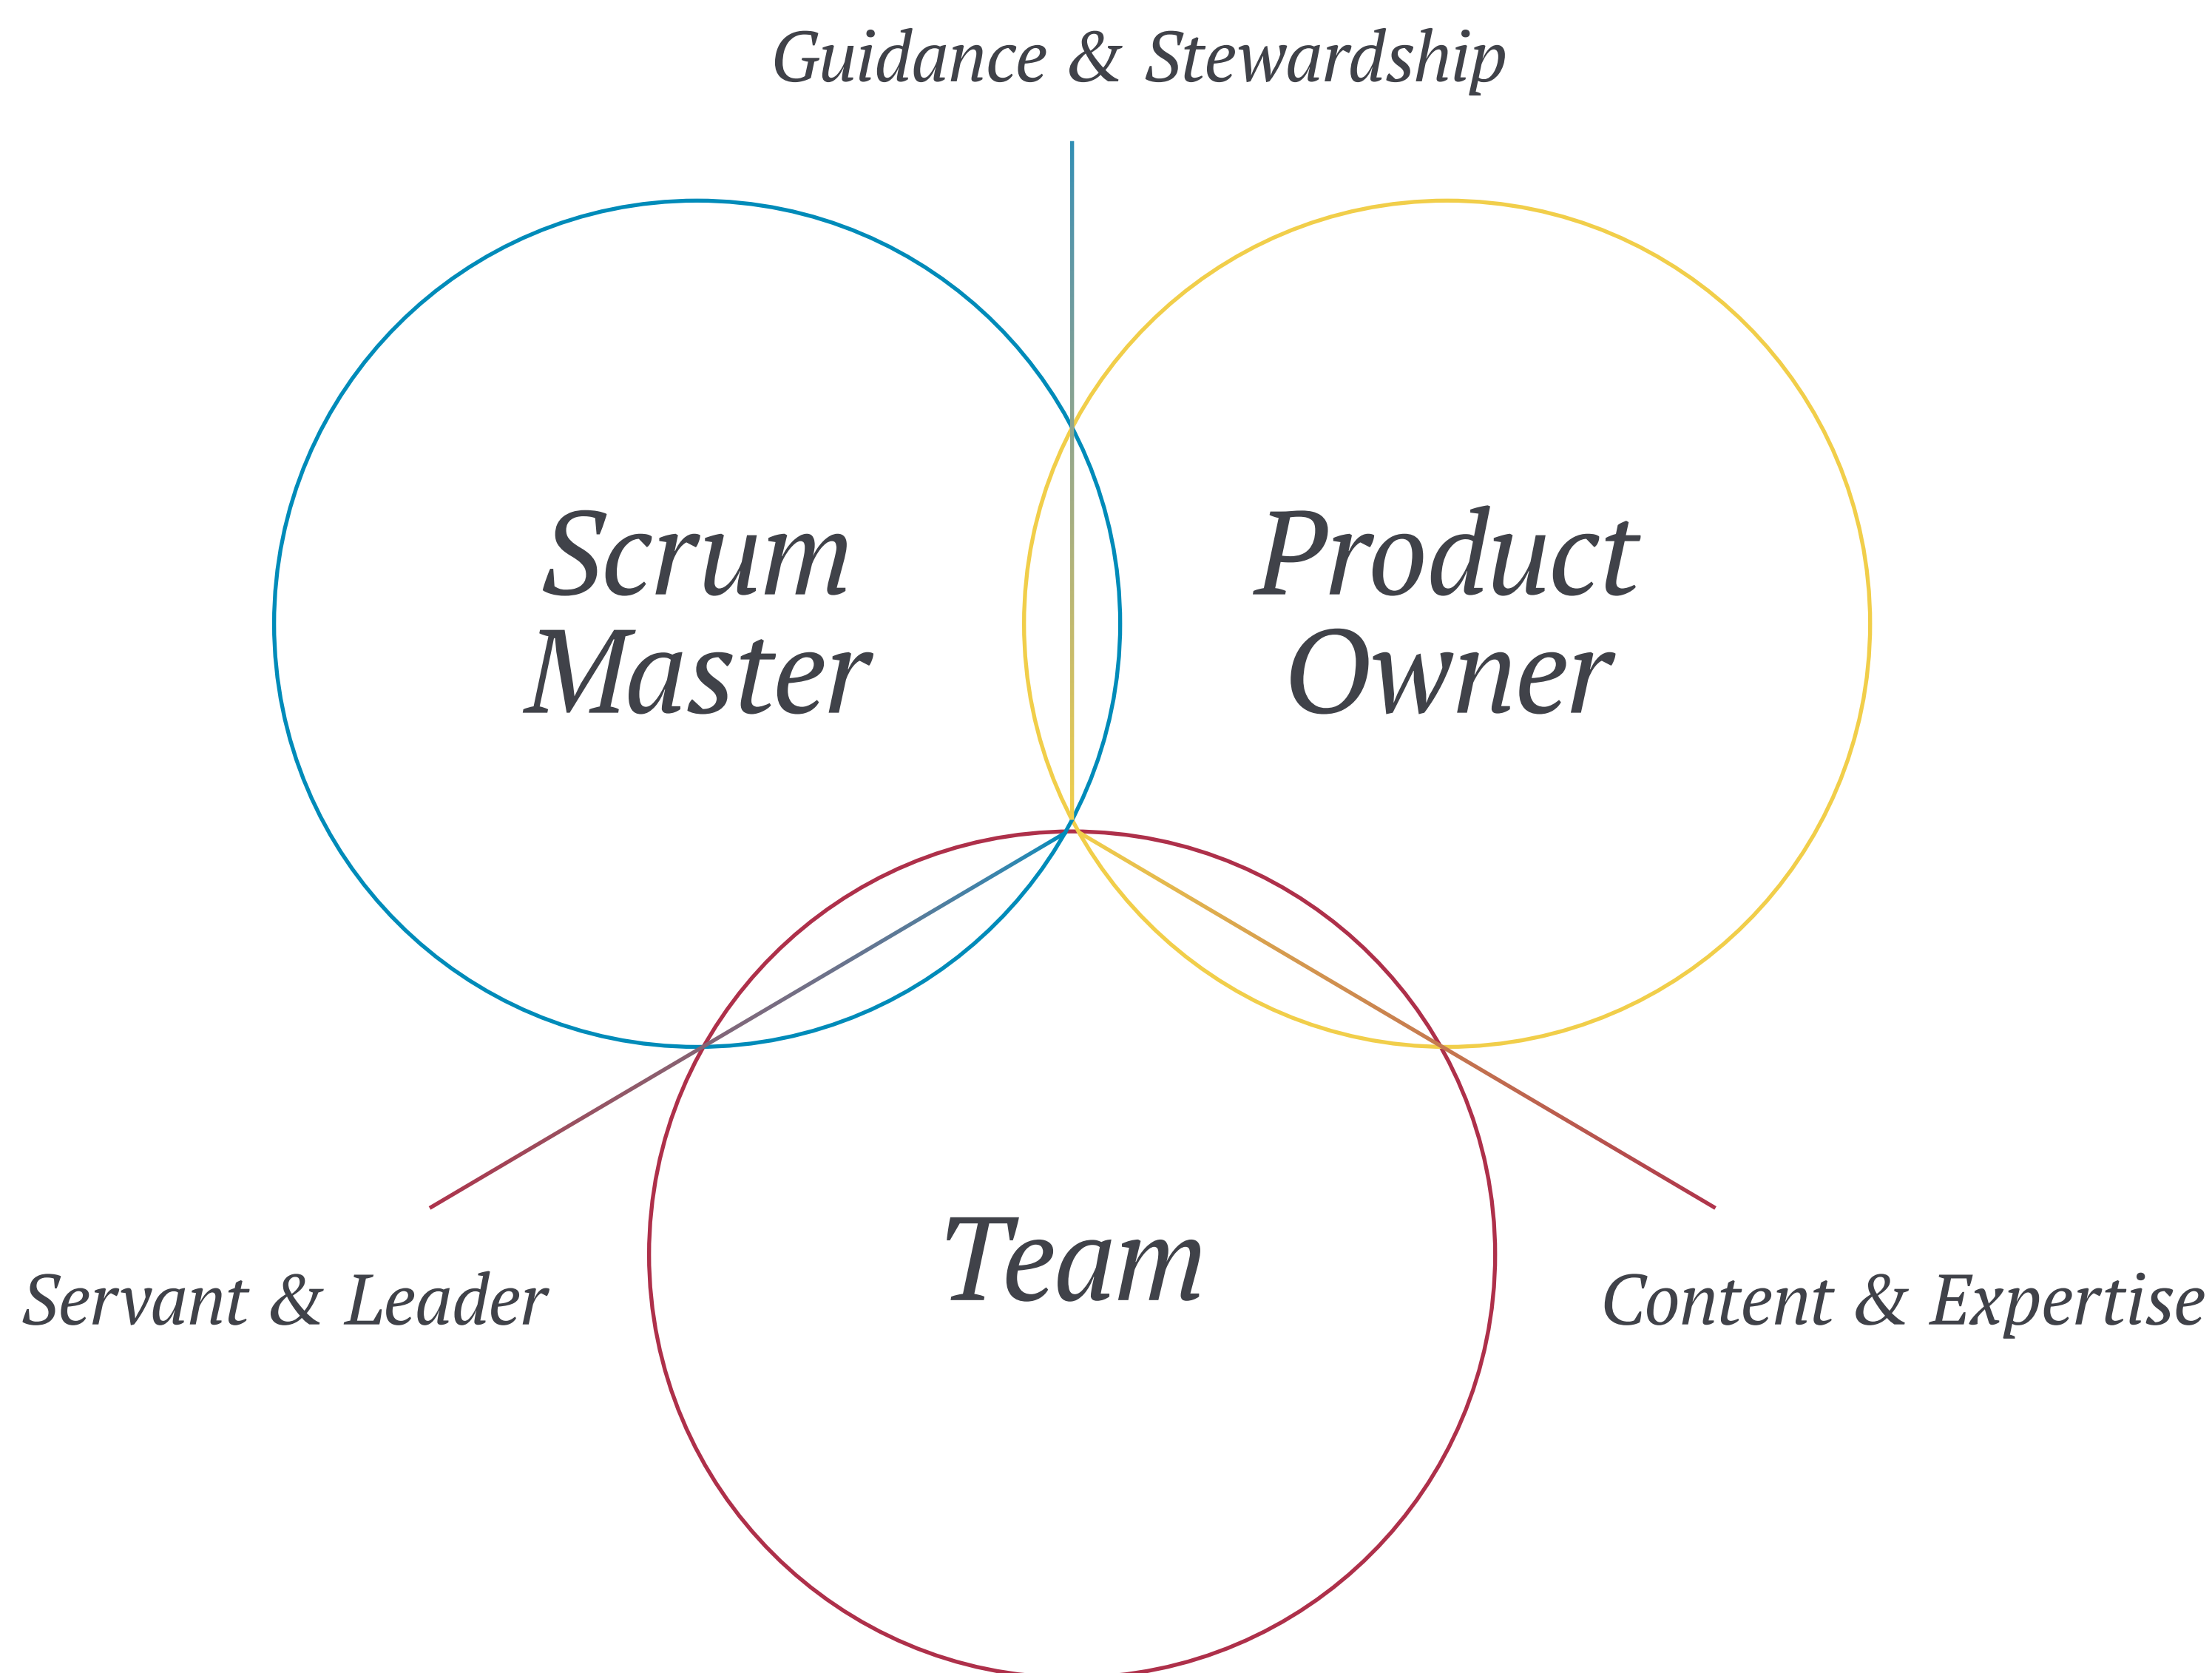 Guidance & Stewardship
Scrum
Master
Product
Owner
Team
Servant & Leader
Content & Expertise